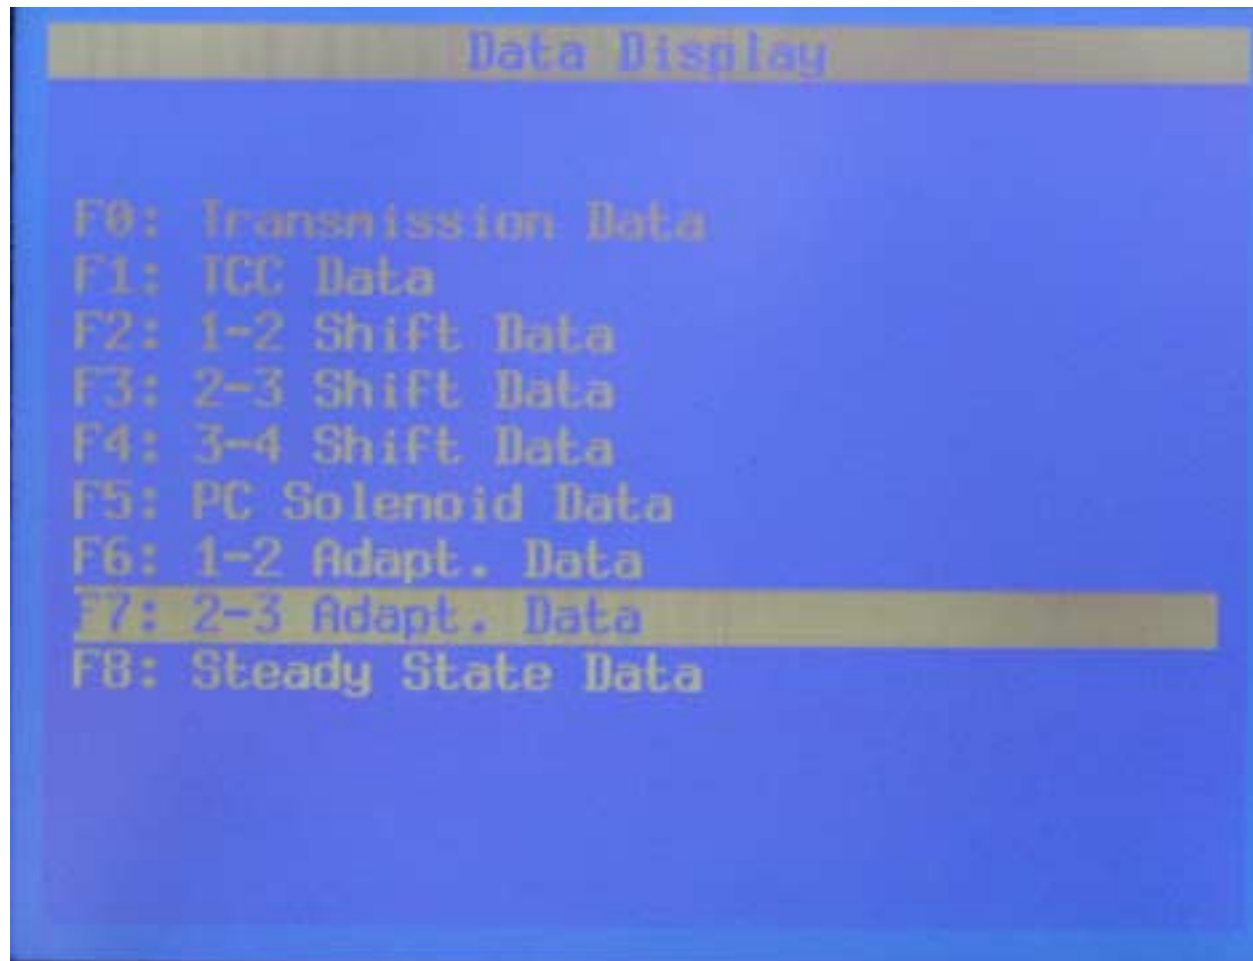 Data Display
F0: Transmission Data
F1: TCC Data
F2: 1-2 Shift Data
F3: 2-3 Shift Data
F4: 3-4 Shift Data
F5: PC Solenoid Data
F6: 1-2 Adapt. Data
F7: 2-3 Adapt. Data
F8: Steady State Data